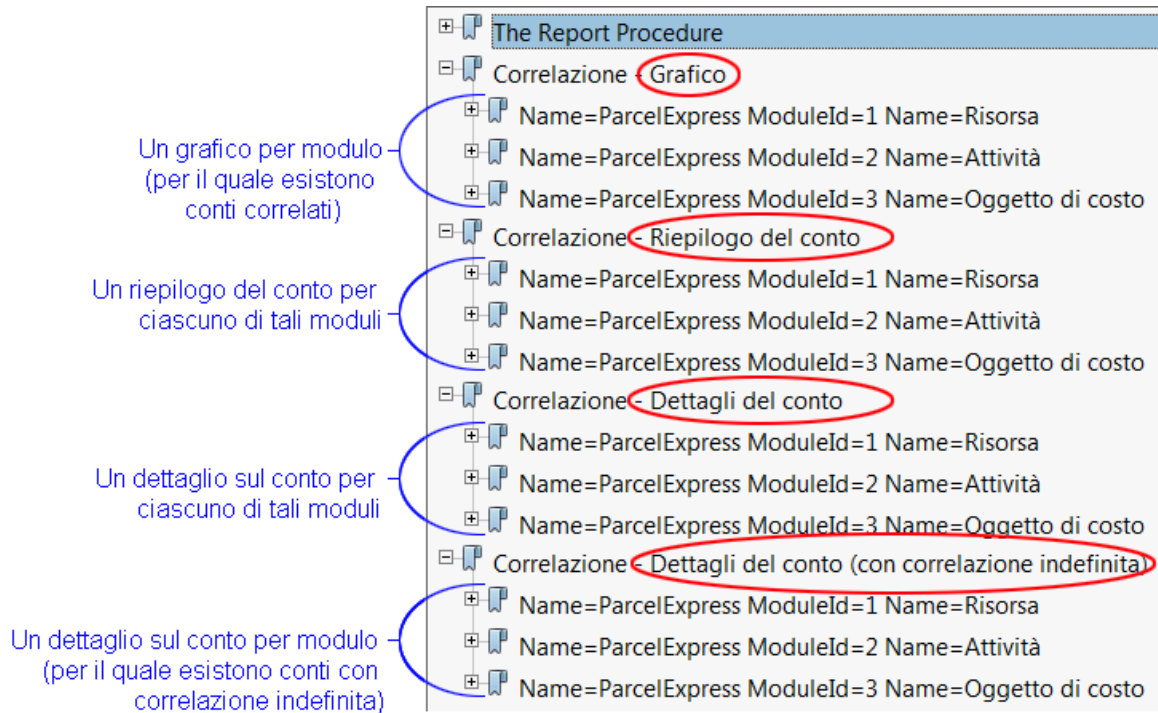 The Report Procedure
Correlazione - Grafico
Name=ParcelExpress ModuleId=1 Name=Risorsa
Name=ParcelExpress ModuleId=2 Name=Attività
Name=ParcelExpress ModuleId=3 Name=Oggetto di costo
Un grafico per modulo
(per il quale esistono
conti correlati)
Correlazione - Riepilogo del conto
Name=ParcelExpress ModuleId=1 Name=Risorsa
Name=ParcelExpress ModuleId=2 Name=Attività
Name=ParcelExpress ModuleId=3 Name=Oggetto di costo
Un riepilogo del conto per
ciascuno di tali moduli
Correlazione - Dettagli del conto
Name=ParcelExpress ModuleId=1 Name=Risorsa
Name=ParcelExpress ModuleId=2 Name=Attività
Name=ParcelExpress ModuleId=3 Name=Oggetto di costo
Un dettaglio sul conto per
ciascuno di tali moduli
Correlazione - Dettagli del conto (con correlazione indefinita)
Name=ParcelExpress ModuleId=1 Name=Risorsa
Name=ParcelExpress ModuleId=2 Name=Attività
Name=ParcelExpress ModuleId=3 Name=Oggetto di costo
Un dettaglio sul conto per modulo
(per il quale esistono conti con
correlazione indefinita)